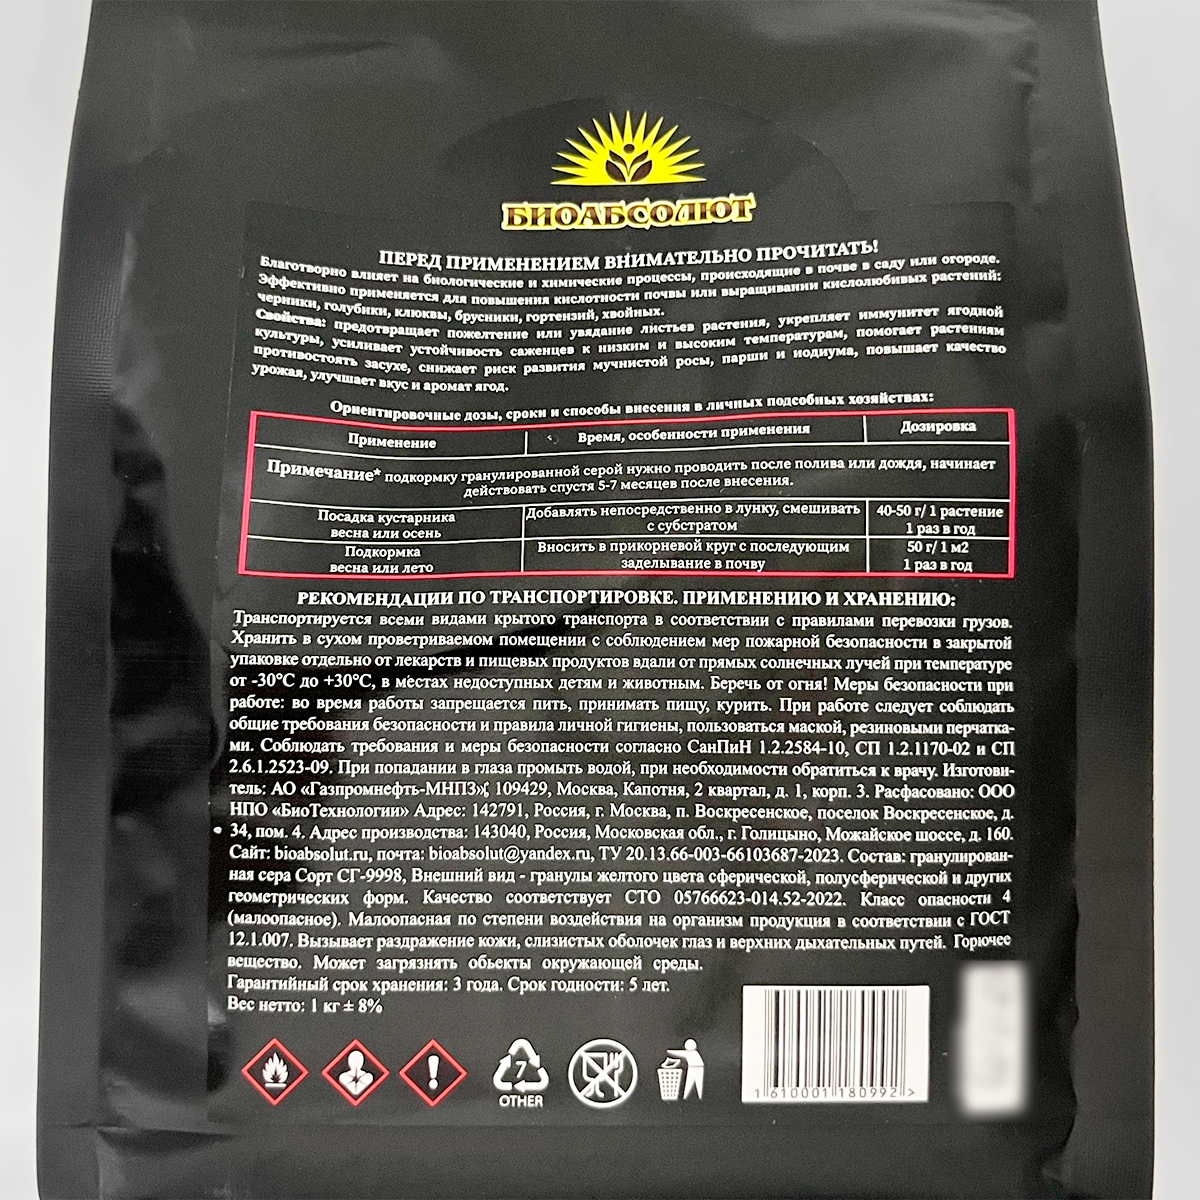 БИОАБСОЛЮТ
ПЕРЕД ПРИМЕНЕНИЕМ ВНИМАТЕЛЬНО ПРОЧИТАТЬ!
Благотворно влияет на биологические и химические процессы, происходящие в почве в саду или огороде.
Эффективно применяется для повышения кислотности почвы или выращивании кислолюбивых растений:
черники, голубики, клюквы, брусники, гортензий, хвойных.
Свойства: предотвращает пожелтение или увядание листьев растения, укрепляет иммунитет ягодной
культуры, усиливает устойчивость саженцев к низким и высоким температурам, помогает растениям
противостоять засухе, снижает риск развития мучнистой росы, парши и иодиума, повышает качество
урожая, улучшает вкус и аромат ягод.
Ориентировочные дозы, сроки и способы внесения в личных подсобных хозяйствах:
Применение Время, особенности применения Дозировка
Примечание* подкормку гранулированной серой нужно проводить после полива или дождя, начинает
действовать спустя 5-7 месяцев после внесения.
Посадка кустарника Добавлять непосредственно в лунку, смешивать 40-50 г/ 1 растение
весна или осень с субстратом 1 раз в год
Подкормка Вносить в прикорневой круг с последующим 50 г/ 1 м2
весна или лето заделывание в почву 1 раз в год
РЕКОМЕНДАЦИИ ПО ТРАНСПОРТИРОВКЕ. ПРИМЕНЕНИЮ И ХРАНЕНИЮ:
Транспортируется всеми видами крытого транспорта в соответствии с правилами перевозки грузов.
Хранить в сухом проветриваемом помещении с соблюдением мер пожарной безопасности в закрытой
упаковке отдельно от лекарств и пищевых продуктов вдали от прямых солнечных лучей при температуре
от -30°С до +30°С, в местах недоступных детям и животным. Беречь от огня! Меры безопасности при
работе: во время работы запрещается пить, принимать пищу, курить. При работе следует соблюдать
общие требования безопасности и правила личной гигиены, пользоваться маской, резиновыми перчатка-
ми. Соблюдать требования и меры безопасности согласно СанПиН 1.2.2584-10, СП 1.2.1170-02 и СП
2.6.1.2523-09. При попадании в глаза промыть водой, при необходимости обратиться к врачу. Изготови-
тель: АО «Газпромнефть-МНПЗ», 109429, Москва, Капотня, 2 квартал, д. 1, корп. 3. Расфасовано: ООО
НПО «БиоТехнологии» Адрес: 142791, Россия, г. Москва, п. Воскресенское, поселок Воскресенское, д.
34, пом. 4. Адрес производства: 143040, Россия, Московская обл., г. Голицыно, Можайское шоссе, д. 160.
Сайт: bioabsolut.ru, почта: bioabsolut@yandex.ru, ТУ 20.13.66-003-66103687-2023. Состав: гранулирован-
ная сера Сорт СГ-9998, Внешний вид - гранулы желтого цвета сферической, полусферической и других
геометрических форм. Качество соответствует СТО 05766623-014.52-2022. Класс опасности 4
(малоопасное). Малоопасная по степени воздействия на организм продукция в соответствии с ГОСТ
12.1.007. Вызывает раздражение кожи, слизистых оболочек глаз и верхних дыхательных путей. Горючее
вещество. Может загрязнять обьекты окружающей среды.
Гарантийный срок хранения: 3 года. Срок годности: 5 лет.
Вес нетто: 1 кг ± 8%
7
OTHER
1 610001 180992 >